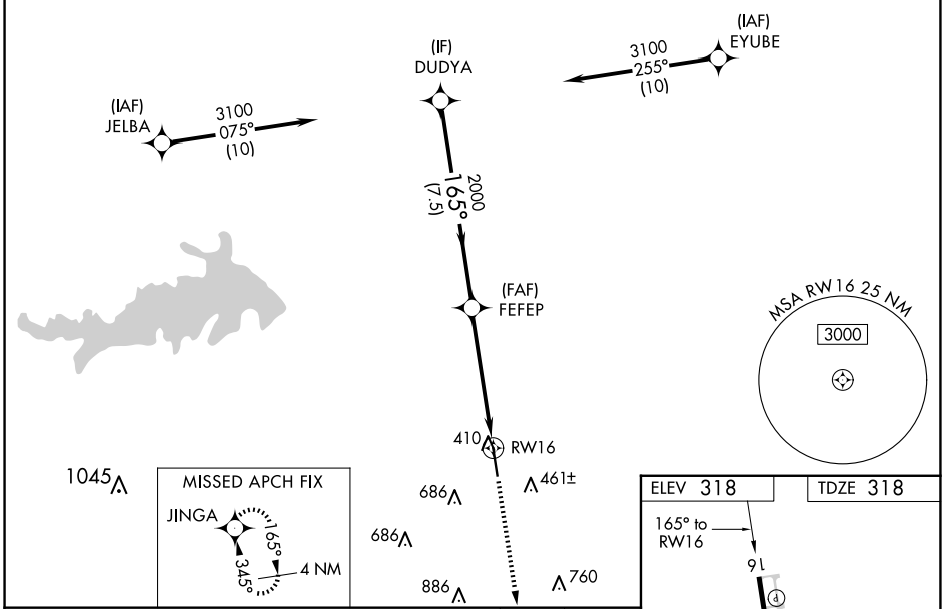 (IAF)
EYUBE
3100
255°
(10)
(IF)
DUDYA
(IAF)
JELBA
3100
075°
(10)
2000
165°
(7.5)
(FAF)
FEFEP
MSA RW16 25 NM
3000
410
RW16
1045
461±
686
686
886
760
MISSED APCH FIX
JINGA
165°
345°
4 NM
ELEV 318
TDZE 318
165° to
RW16
16
P